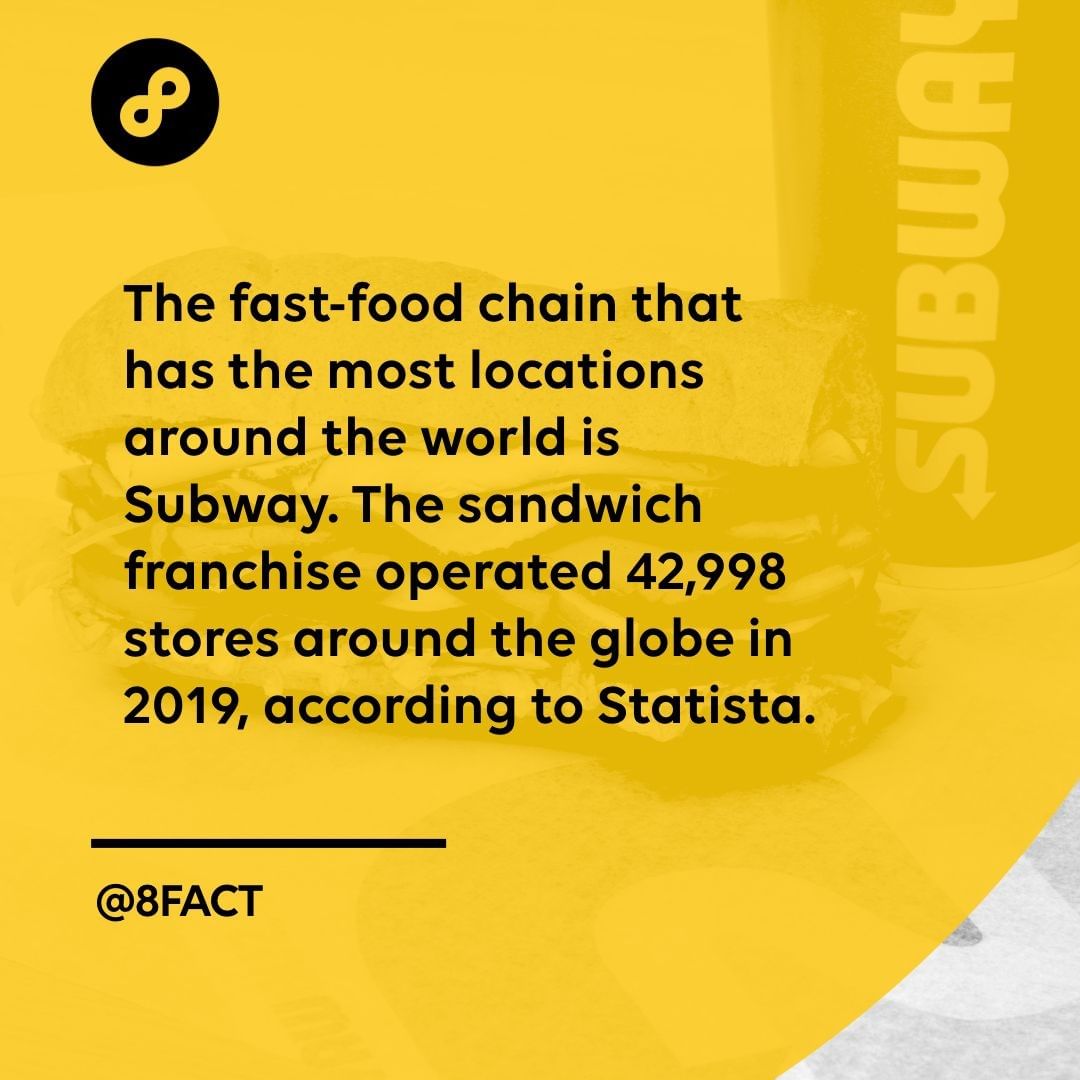 SUBWAY
The fast-food chain that
has the most locations
around the world is
Subway. The sandwich
franchise operated 42,998
stores around the globe in
2019, according to Statista.
@8FACT